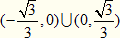 (-√3/3, 0)∪(0, √3/3)